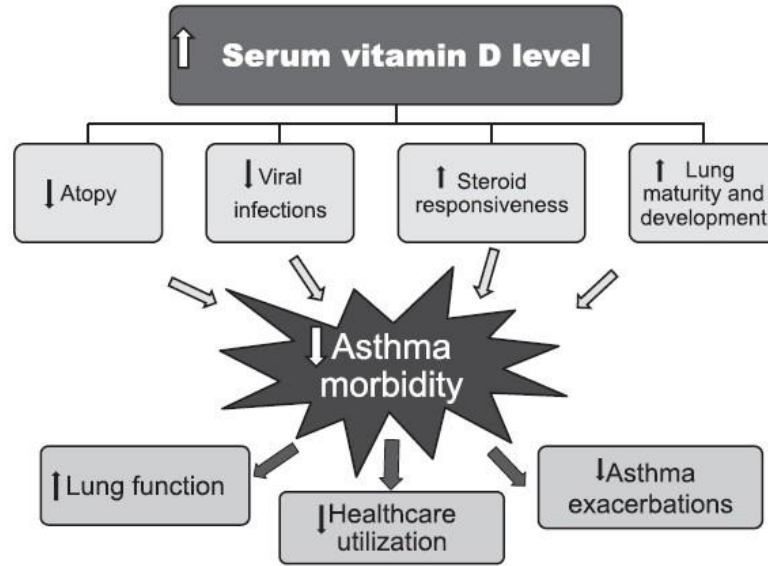 ↑ Serum vitamin D level
↓ Atopy
↓ Viral
infections
↑ Steroid
responsiveness
↑ Lung
maturity and
development
↓ Asthma
morbidity
↑ Lung function
↓ Healthcare
utilization
↓ Asthma
exacerbations